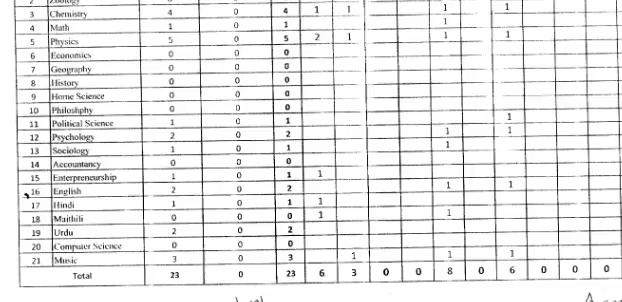 2 Zoology
3 Chemistry 4 0 4 1 1 1 1
4 Math 1 0 1 1
5 Physics 5 0 5 2 1 1 1
6 Economics 0 0 0
7 Geography 0 0 0
8 History 0 0 0
9 Home Science 0 0 0
10 Philoshphy 0 0 0
11 Political Science 1 0 1 1
12 Psychology 2 0 2 1 1
13 Sociology 1 0 1 1
14 Accountancy 0 0 0
15 Enterpreneurship 1 0 1 1
16 English 2 0 2 1 1
17 Hindi 1 0 1 1
18 Maithili 0 0 0 1 1
19 Urdu 2 0 2
20 Computer Science 0 0 0
21 Music 3 0 3 1 1 1
Total 23 0 23 6 3 0 0 8 0 6 0 0 0